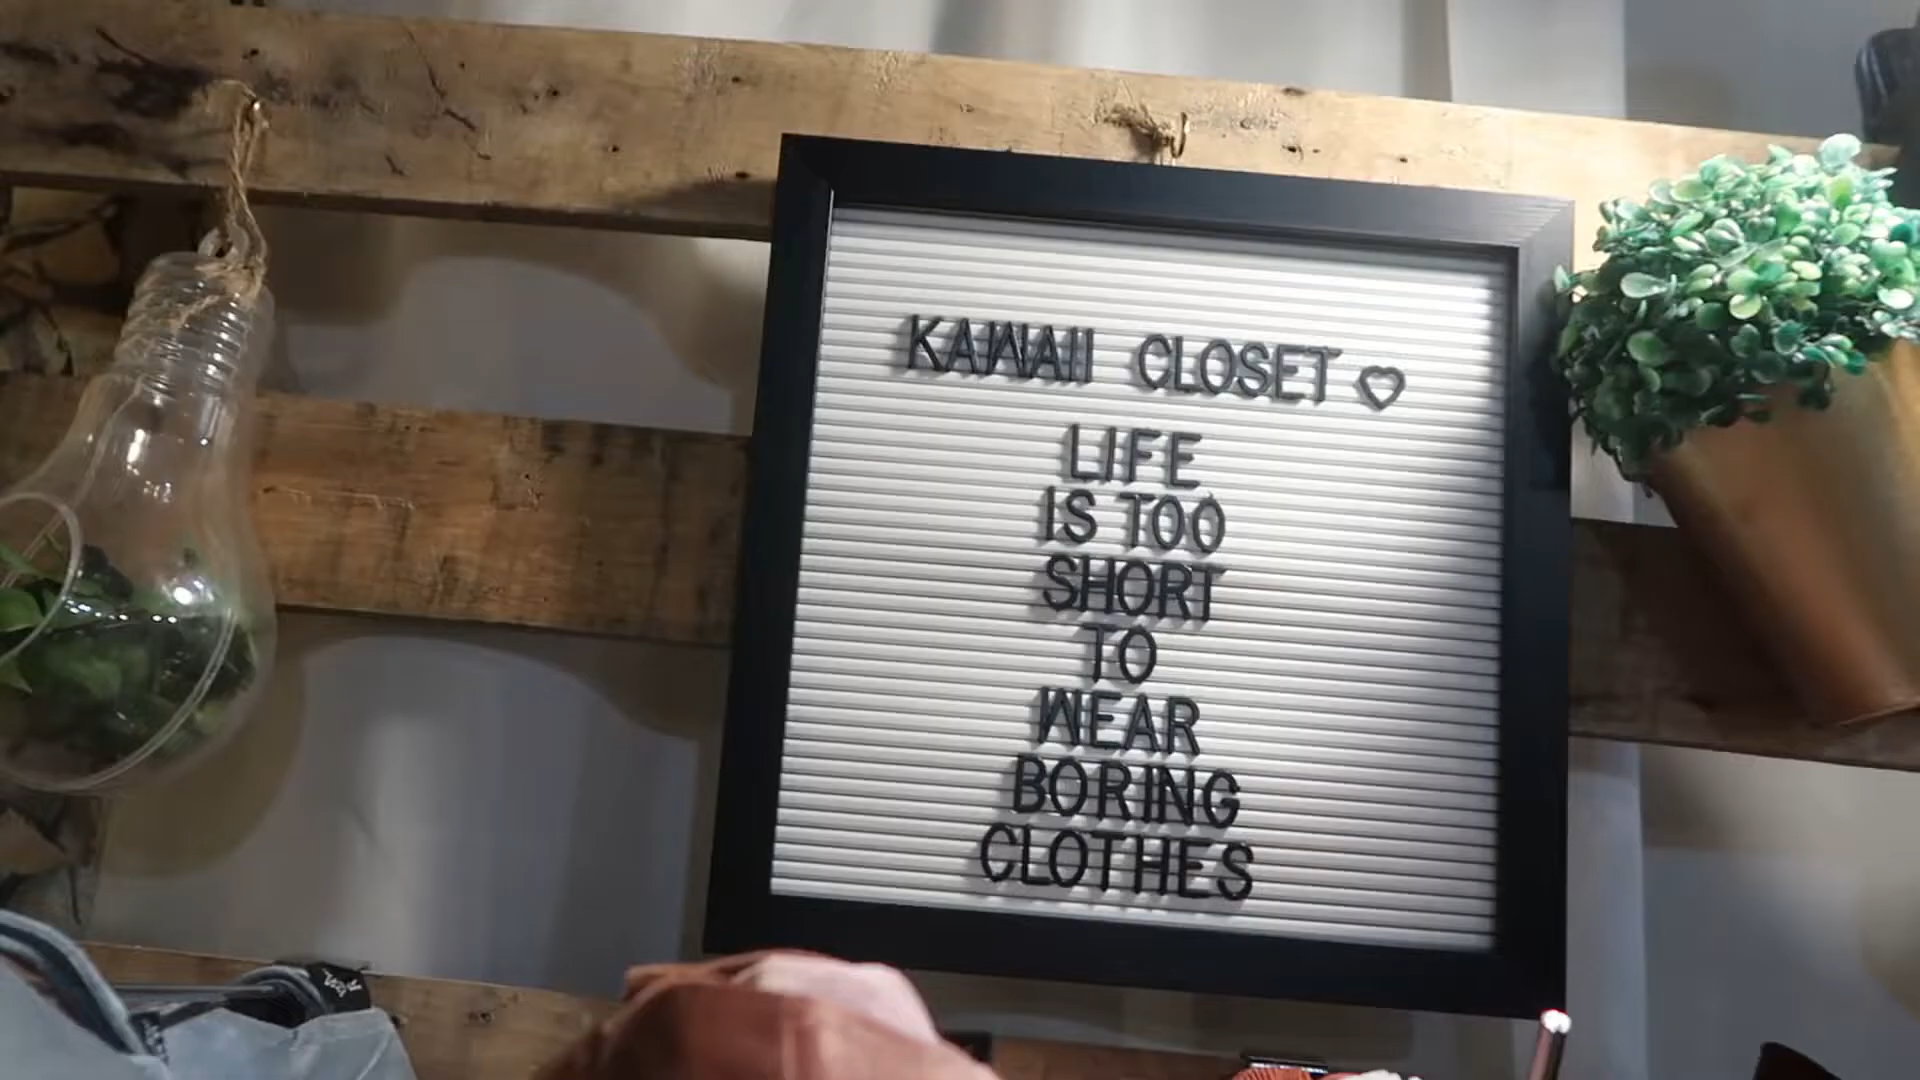 KAWAII CLOSET ♡
LIFE
IS TOO
SHORT
TO
WEAR
BORING
CLOTHES